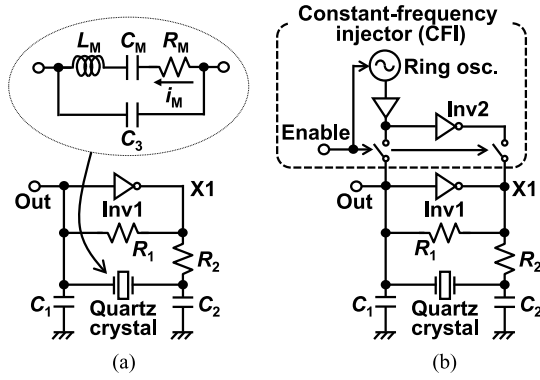 Constant-frequency
injector (CFI)
L_M C_M R_M
i_M
C_3
Ring osc.
Enable
Inv2
Out
Inv1
X1
R_1
R_2
C_1
Quartz
crystal
C_2
(a)
Out
Inv1
X1
R_1
R_2
C_1
Quartz
crystal
C_2
(b)